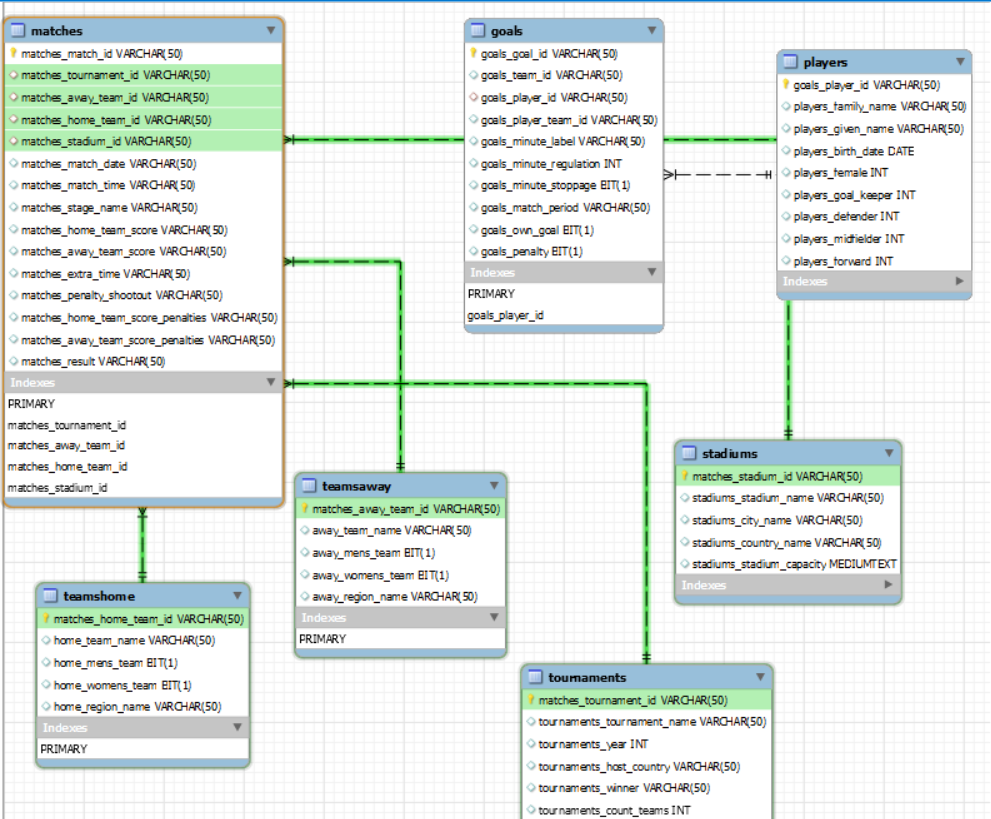 matches
matches_match_id VARCHAR(50)
matches_tournament_id VARCHAR(50)
matches_away_team_id VARCHAR(50)
matches_home_team_id VARCHAR(50)
matches_stadium_id VARCHAR(50)
matches_match_date VARCHAR(50)
matches_match_time VARCHAR(50)
matches_stage_name VARCHAR(50)
matches_home_team_score VARCHAR(50)
matches_away_team_score VARCHAR(50)
matches_extra_time VARCHAR(50)
matches_penalty_shootout VARCHAR(50)
matches_home_team_score_penalties VARCHAR(50)
matches_away_team_score_penalties VARCHAR(50)
matches_result VARCHAR(50)
Indexes
PRIMARY
matches_tournament_id
matches_away_team_id
matches_home_team_id
matches_stadium_id
goals
goals_goal_id VARCHAR(50)
goals_team_id VARCHAR(50)
goals_player_id VARCHAR(50)
goals_player_team_id VARCHAR(50)
goals_minute_label VARCHAR(50)
goals_minute_regulation INT
goals_minute_stoppage BIT(1)
goals_match_period VARCHAR(50)
goals_own_goal BIT(1)
goals_penalty BIT(1)
Indexes
PRIMARY
goals_player_id
players
goals_player_id VARCHAR(50)
players_family_name VARCHAR(50)
players_given_name VARCHAR(50)
players_birth_date DATE
players_female INT
players_goal_keeper INT
players_defender INT
players_midfielder INT
players_forward INT
Indexes
teamsaway
matches_away_team_id VARCHAR(50)
away_team_name VARCHAR(50)
away_mens_team BIT(1)
away_womens_team BIT(1)
away_region_name VARCHAR(50)
Indexes
PRIMARY
stadiums
matches_stadium_id VARCHAR(50)
stadiums_stadium_name VARCHAR(50)
stadiums_city_name VARCHAR(50)
stadiums_country_name VARCHAR(50)
stadiums_stadium_capacity MEDIUMTEXT
Indexes
teamshome
matches_home_team_id VARCHAR(50)
home_team_name VARCHAR(50)
home_mens_team BIT(1)
home_womens_team BIT(1)
home_region_name VARCHAR(50)
Indexes
PRIMARY
tournaments
matches_tournament_id VARCHAR(50)
tournaments_tournament_name VARCHAR(50)
tournaments_year INT
tournaments_host_country VARCHAR(50)
tournaments_winner VARCHAR(50)
tournaments_count_teams INT